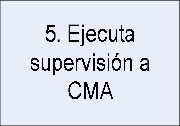 5. Ejecuta
supervisión a
CMA